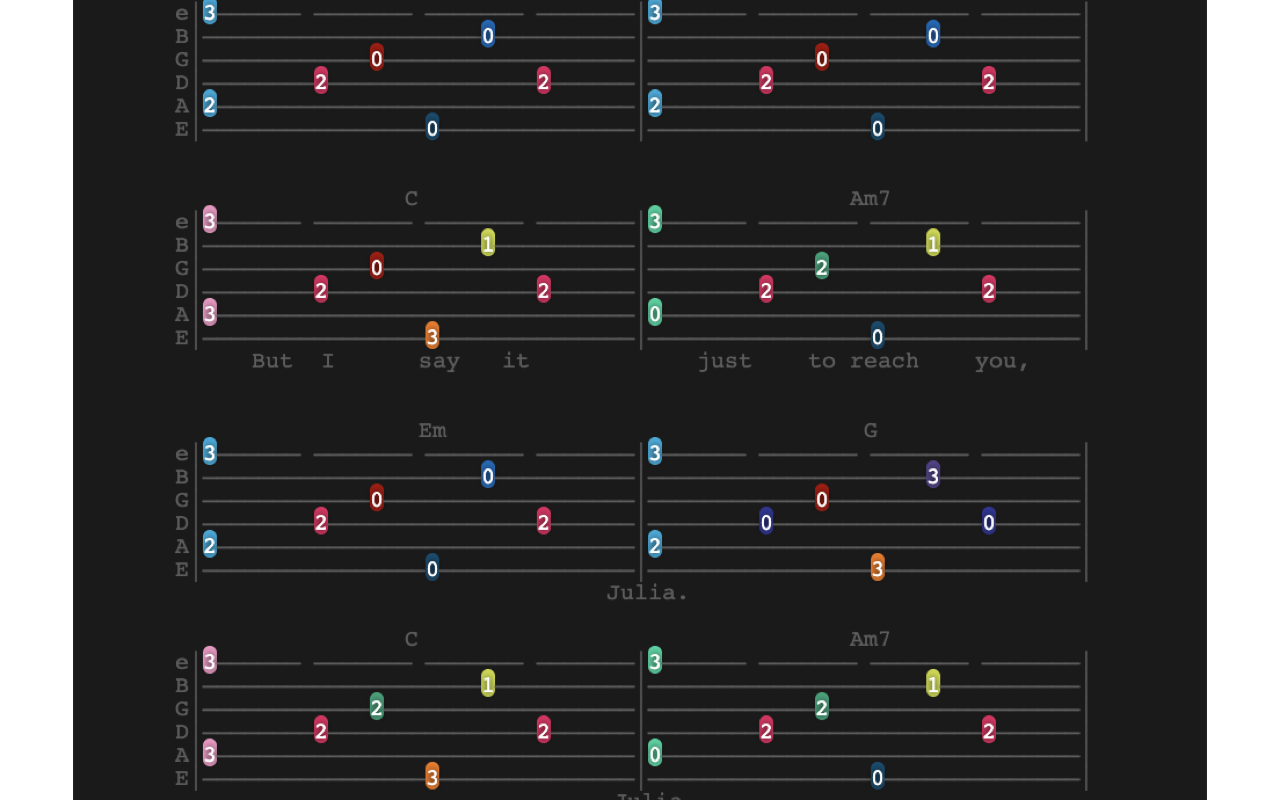 e 3 3
B 0 0
G 0 0
D 2 2 2 2
A 2 2
E 0 0
C Am7
e 3 3
B 1 1
G 0 2
D 2 2 2 2
A 3 0
E 3 0
But I say it just to reach you,
Em G
e 3 3
B 0 3
G 0 0
D 2 2 0 0
A 2 2
E 0 3
Julia.
C Am7
e 3 3
B 1 1
G 2 2
D 2 2 2 2
A 3 0
E 3 0
Julia